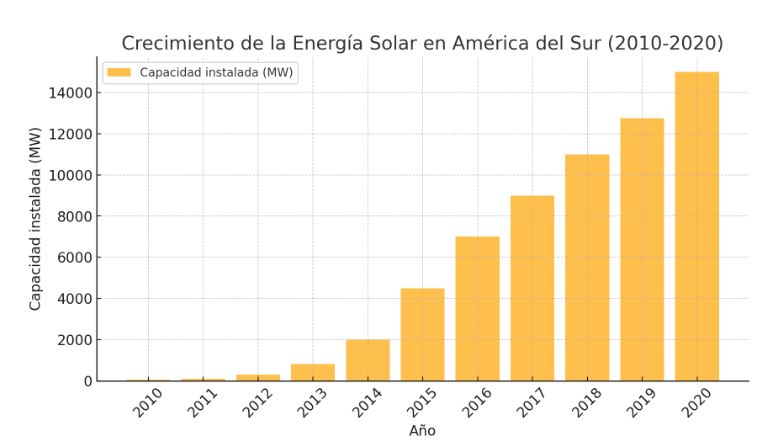 Crecimiento de la Energía Solar en América del Sur (2010-2020)
Capacidad instalada (MW)
Capacidad instalada (MW)
14000
12000
10000
8000
6000
4000
2000
0
2010 2011 2012 2013 2014 2015 2016 2017 2018 2019 2020
Año